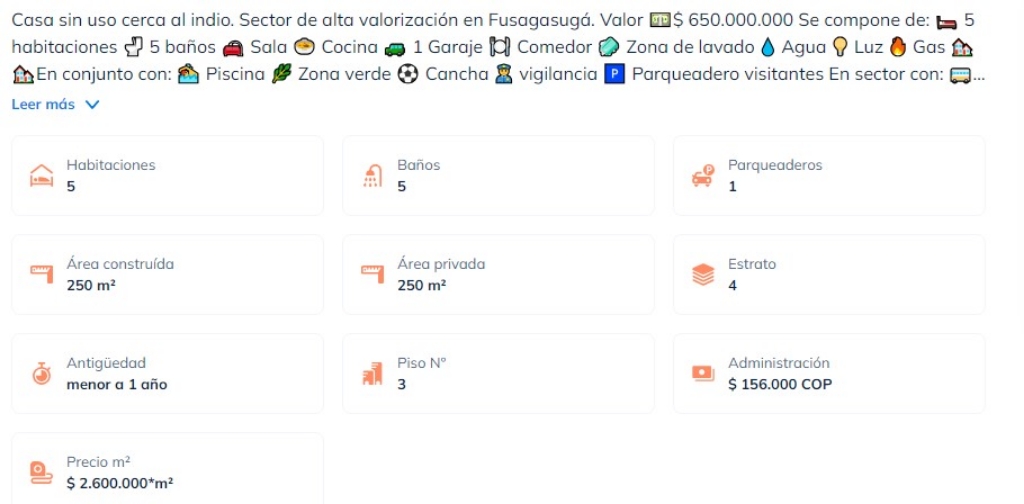 Casa sin uso cerca al indio. Sector de alta valorización en Fusagasugá. Valor 💵$ 650.000.000 Se compone de: 🛏️ 5
habitaciones 🚽 5 baños 🚘 Sala 🍲 Cocina 🚙 1 Garaje 🍽️ Comedor 🧼 Zona de lavado 💧 Agua 💡 Luz 🔥 Gas 🏡
🏡En conjunto con: 🏊 Piscina 🌿 Zona verde ⚽ Cancha 👮 vigilancia 🅿️ Parqueadero visitantes En sector con: 🚌...
Leer más
Habitaciones
5
Baños
5
Parqueaderos
1
Área construída
250 m²
Área privada
250 m²
Estrato
4
Antigüedad
menor a 1 año
Piso N°
3
Administración
$ 156.000 COP
Precio m²
$ 2.600.000*m²